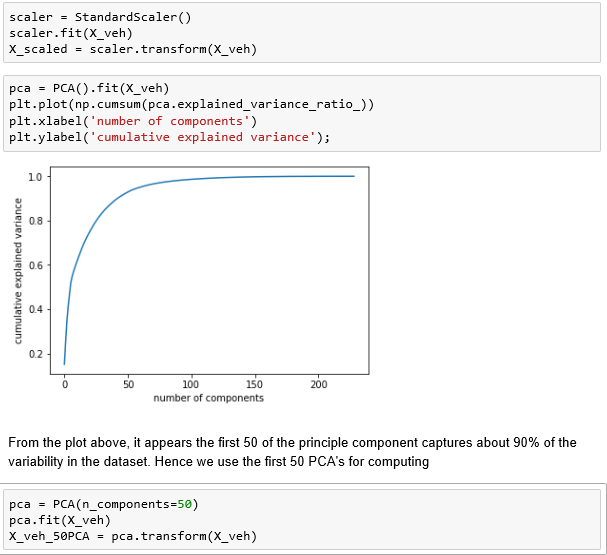 scaler = StandardScaler()
scaler.fit(X_veh)
X_scaled = scaler.transform(X_veh)
pca = PCA().fit(X_veh)
plt.plot(np.cumsum(pca.explained_variance_ratio_))
plt.xlabel('number of components')
plt.ylabel('cumulative explained variance');
1.0
0.8
0.6
0.4
0.2
cumulative explained variance
0 50 100 150 200
number of components
From the plot above, it appears the first 50 of the principle component captures about 90% of the
variability in the dataset. Hence we use the first 50 PCA's for computing
pca = PCA(n_components=50)
pca.fit(X_veh)
X_veh_50PCA = pca.transform(X_veh)